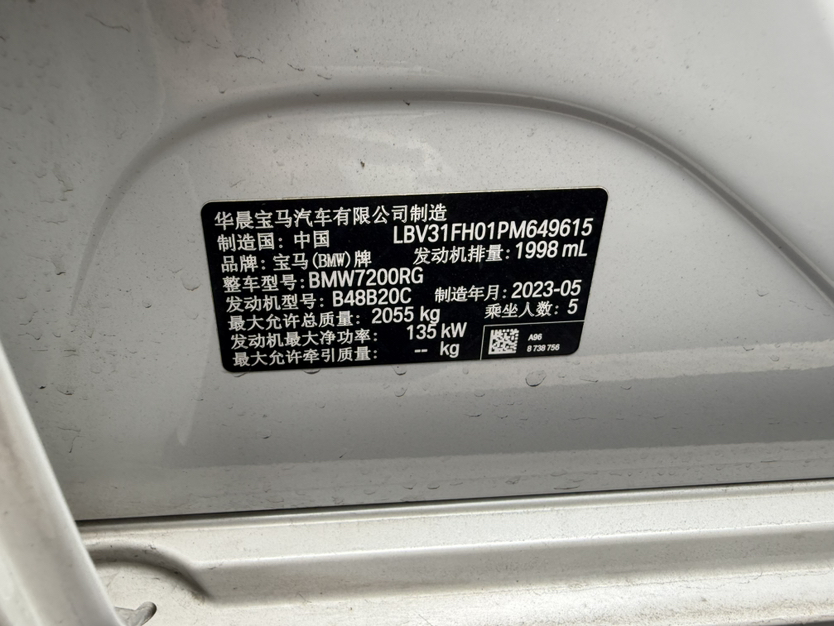 华晨宝马汽车有限公司制造
制造国: 中国 LBV31FH01PM649615
品牌: 宝马(BMW)牌 发动机排量: 1998 mL
整车型号: BMW7200RG
发动机型号: B48B20C 制造年月: 2023-05
最大允许总质量: 2055 kg 乘坐人数: 5
发动机最大净功率: 135 kW
最大允许牵引质量: -- kg
A96
8 738 756